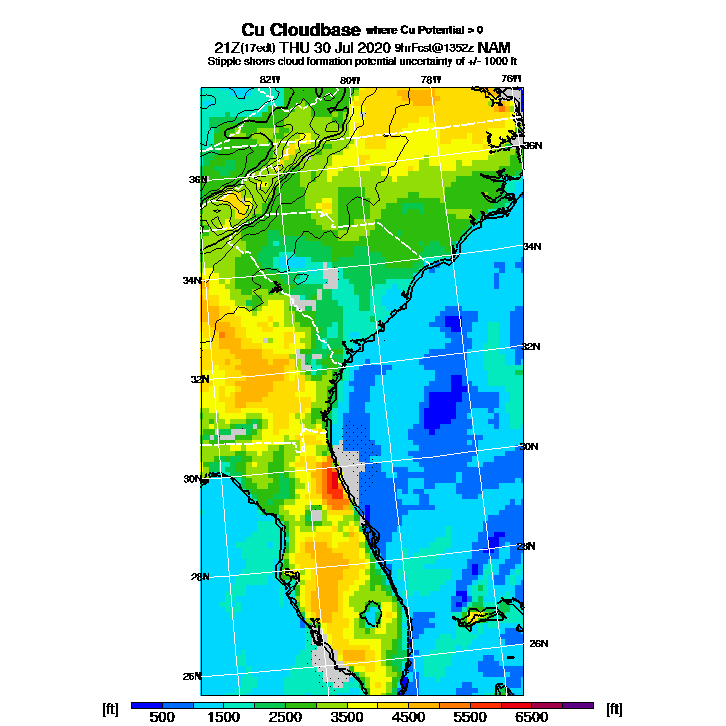 Cu Cloudbase where Cu Potential > 0
21Z(17edt) THU 30 Jul 2020 9hrFcst@1352z NAM
Stipple shows cloud formation potential uncertainty of +/- 1000 ft
82W 80W 78W 76W
36N
36N
34N
34N
32N
32N
30N
30N
28N
28N
26N
26N
[ft] [ft]
500 1500 2500 3500 4500 5500 6500